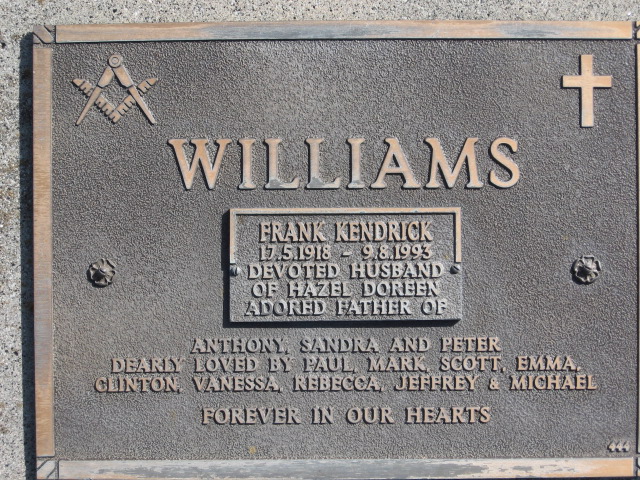 WILLIAMS
FRANK KENDRICK
17.5.1918 - 9.8.1993
DEVOTED HUSBAND
OF HAZEL DOREEN
ADORED FATHER OF
ANTHONY, SANDRA AND PETER
DEARLY LOVED BY PAUL, MARK, SCOTT, EMMA,
CLINTON, VANESSA, REBECCA, JEFFREY & MICHAEL
FOREVER IN OUR HEARTS
444